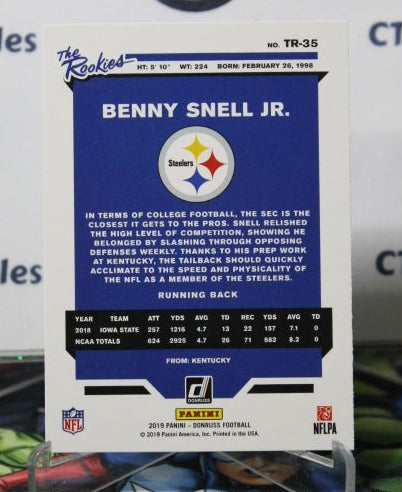 The Rookies
NO. TR-35
HT: 5' 10" WT: 224 BORN: FEBRUARY 26, 1998
BENNY SNELL JR.
Steelers
IN TERMS OF COLLEGE FOOTBALL, THE SEC IS THE
CLOSEST IT GETS TO THE PROS. SNELL RELISHED
THE HIGH LEVEL OF COMPETITION, SHOWING HE
BELONGED BY SLASHING THROUGH OPPOSING
DEFENSES WEEKLY. THANKS TO HIS PREP WORK
AT KENTUCKY, THE TAILBACK SHOULD QUICKLY
ACCLIMATE TO THE SPEED AND PHYSICALITY OF
THE NFL AS A MEMBER OF THE STEELERS.
RUNNING BACK
YEAR TEAM ATT YDS AVG TD REC YDS AVG TD
2018 IOWA STATE 257 1216 4.7 13 22 157 7.1 0
NCAA TOTALS 624 2925 4.7 26 71 582 8.2 0
FROM: KENTUCKY
D
DONRUSS
PANINI
NFL
NFLPA
2019 PANINI – DONRUSS FOOTBALL
© 2019 Panini America, Inc. Printed in the USA.